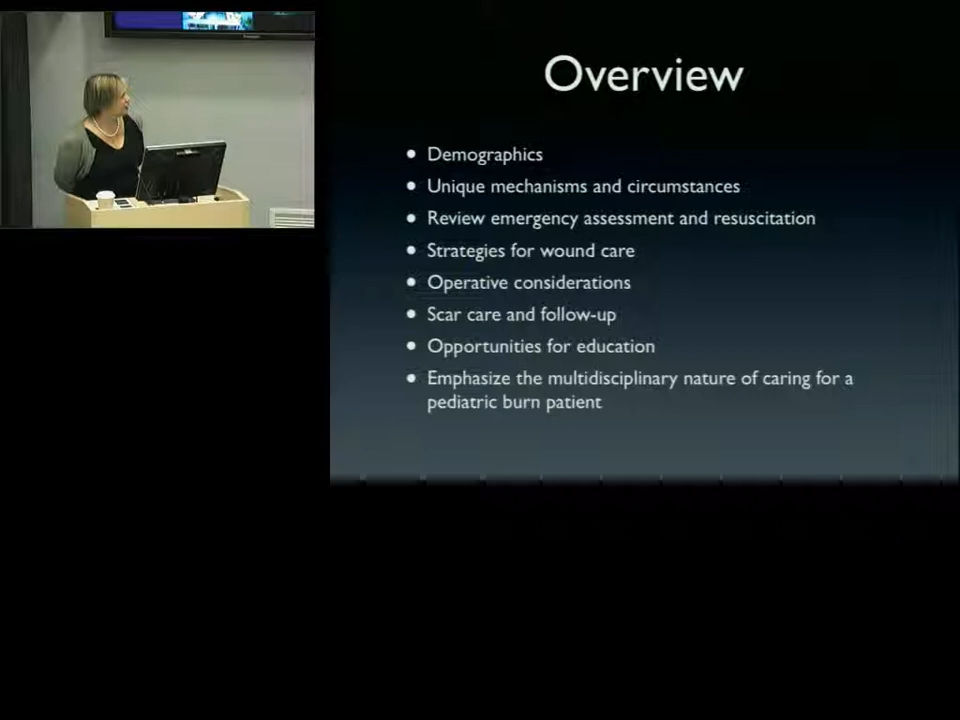 Overview
• Demographics
• Unique mechanisms and circumstances
• Review emergency assessment and resuscitation
• Strategies for wound care
• Operative considerations
• Scar care and follow-up
• Opportunities for education
• Emphasize the multidisciplinary nature of caring for a
pediatric burn patient